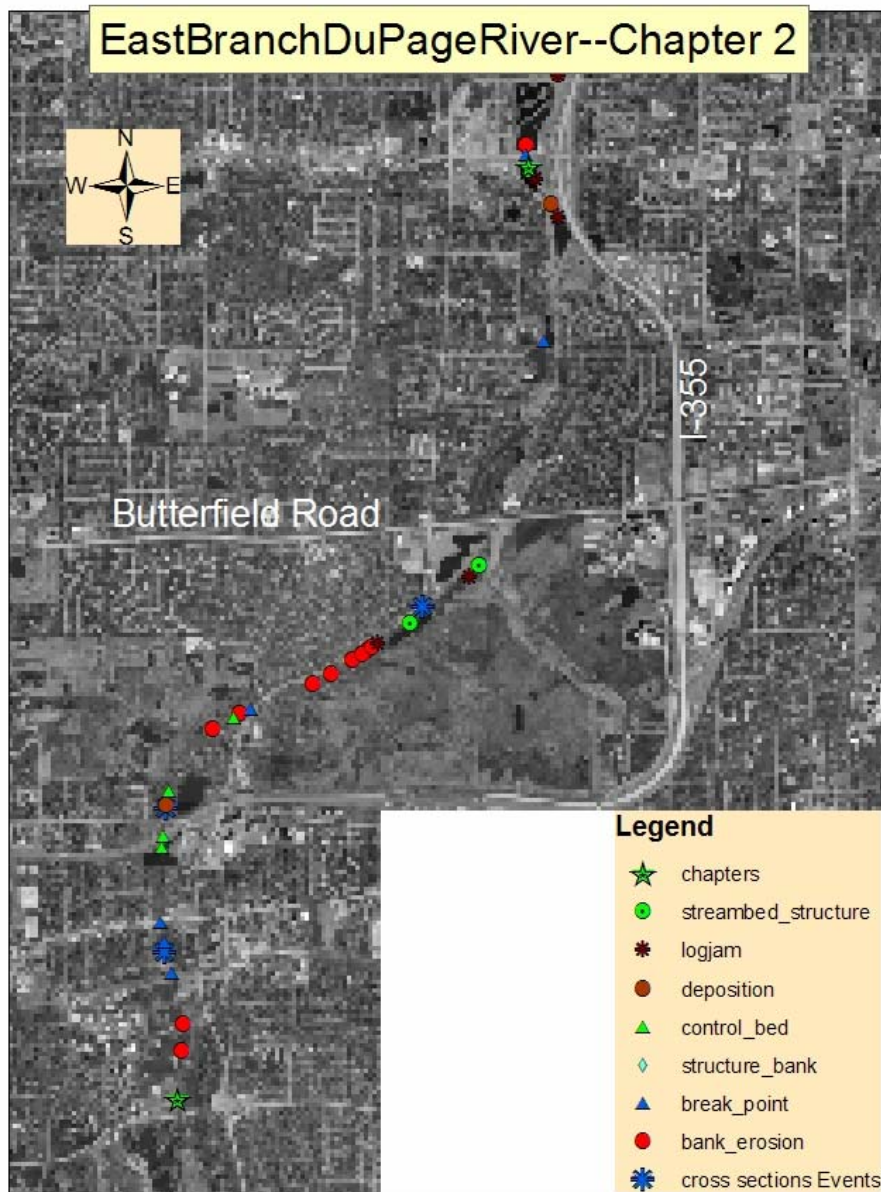 EastBranchDuPageRiver--Chapter 2
N
W E
S
I-355
Butterfield Road
Legend
chapters
streambed_structure
logjam
deposition
control_bed
structure_bank
break_point
bank_erosion
cross sections Events